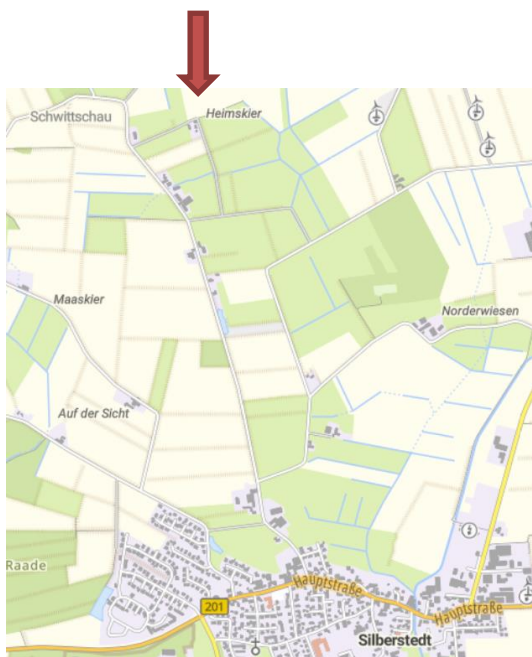 Heimskier
Schwittschau
Maaskier
Norderwiesen
Auf der Sicht
Raade
Hauptstraße
201
Hauptstraße
Silberstedt